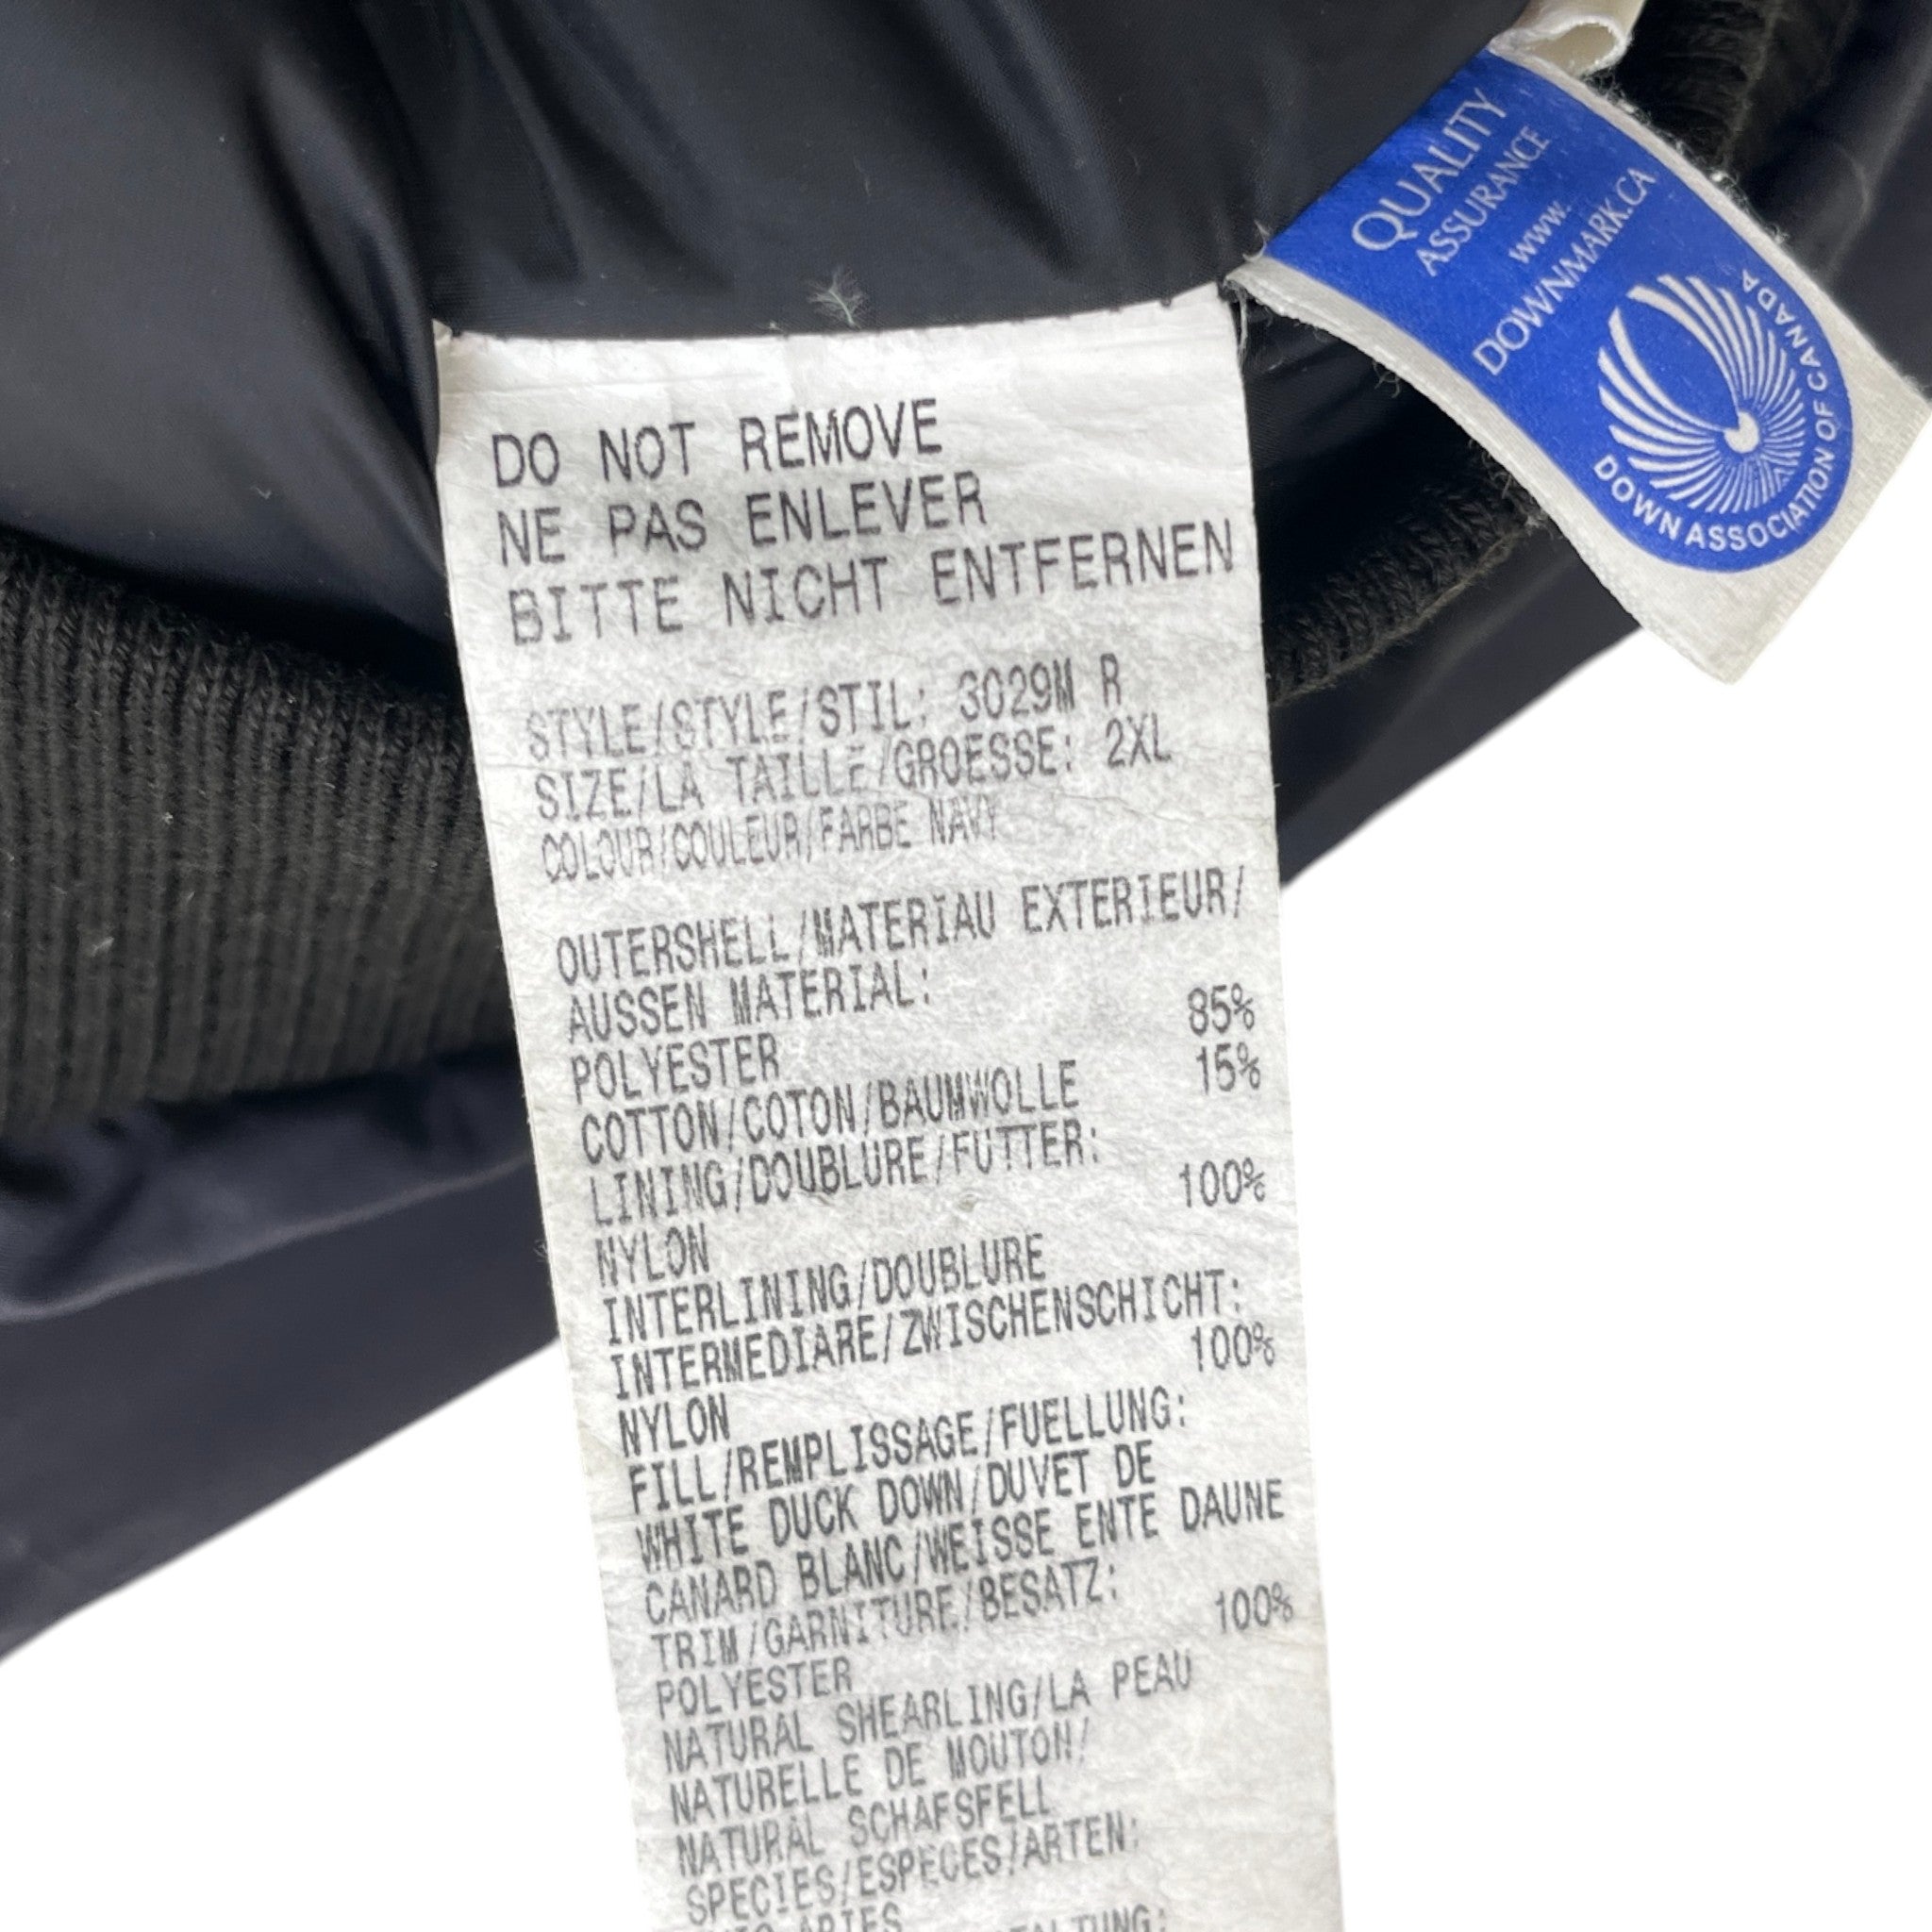 DO NOT REMOVE
NE PAS ENLEVER
BITTE NICHT ENTFERNEN
STYLE/STYLE/STIL: 3029M R
SIZE/LA TAILLE/GROESSE: 2XL
COLOUR/COULEUR/FARBE NAVY
OUTERSHELL/MATERIAU EXTERIEUR/
AUSSEN MATERIAL:
POLYESTER 85%
COTTON/COTON/BAUMWOLLE 15%
LINING/DOUBLURE/FUTTER:
NYLON 100%
INTERLINING/DOUBLURE
INTERMEDIARE/ZWISCHENSCHICHT:
NYLON 100%
FILL/REMPLISSAGE/FUELLUNG:
WHITE DUCK DOWN/DUVET DE
CANARD BLANC/WEISSE ENTE DAUNE
TRIM/GARNITURE/BESATZ:
POLYESTER 100%
NATURAL SHEARLING/LA PEAU
NATURELLE DE MOUTON/
NATURAL SCHAFSFELL
SPECIES/ESPECES/ARTEN:
QUALITY
ASSURANCE
www.
DOWNMARK.CA
DOWN ASSOCIATION OF CANADA